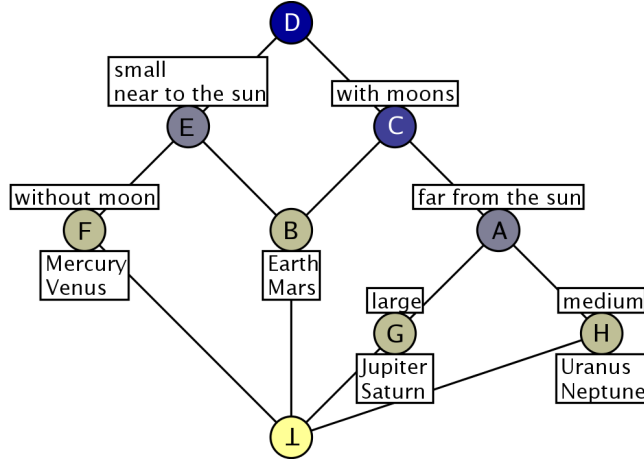 D
small
near to the sun
with moons
E
C
without moon
far from the sun
F
B
A
Mercury
Venus
Earth
Mars
large
medium
G
H
Jupiter
Saturn
Uranus
Neptune
⊥